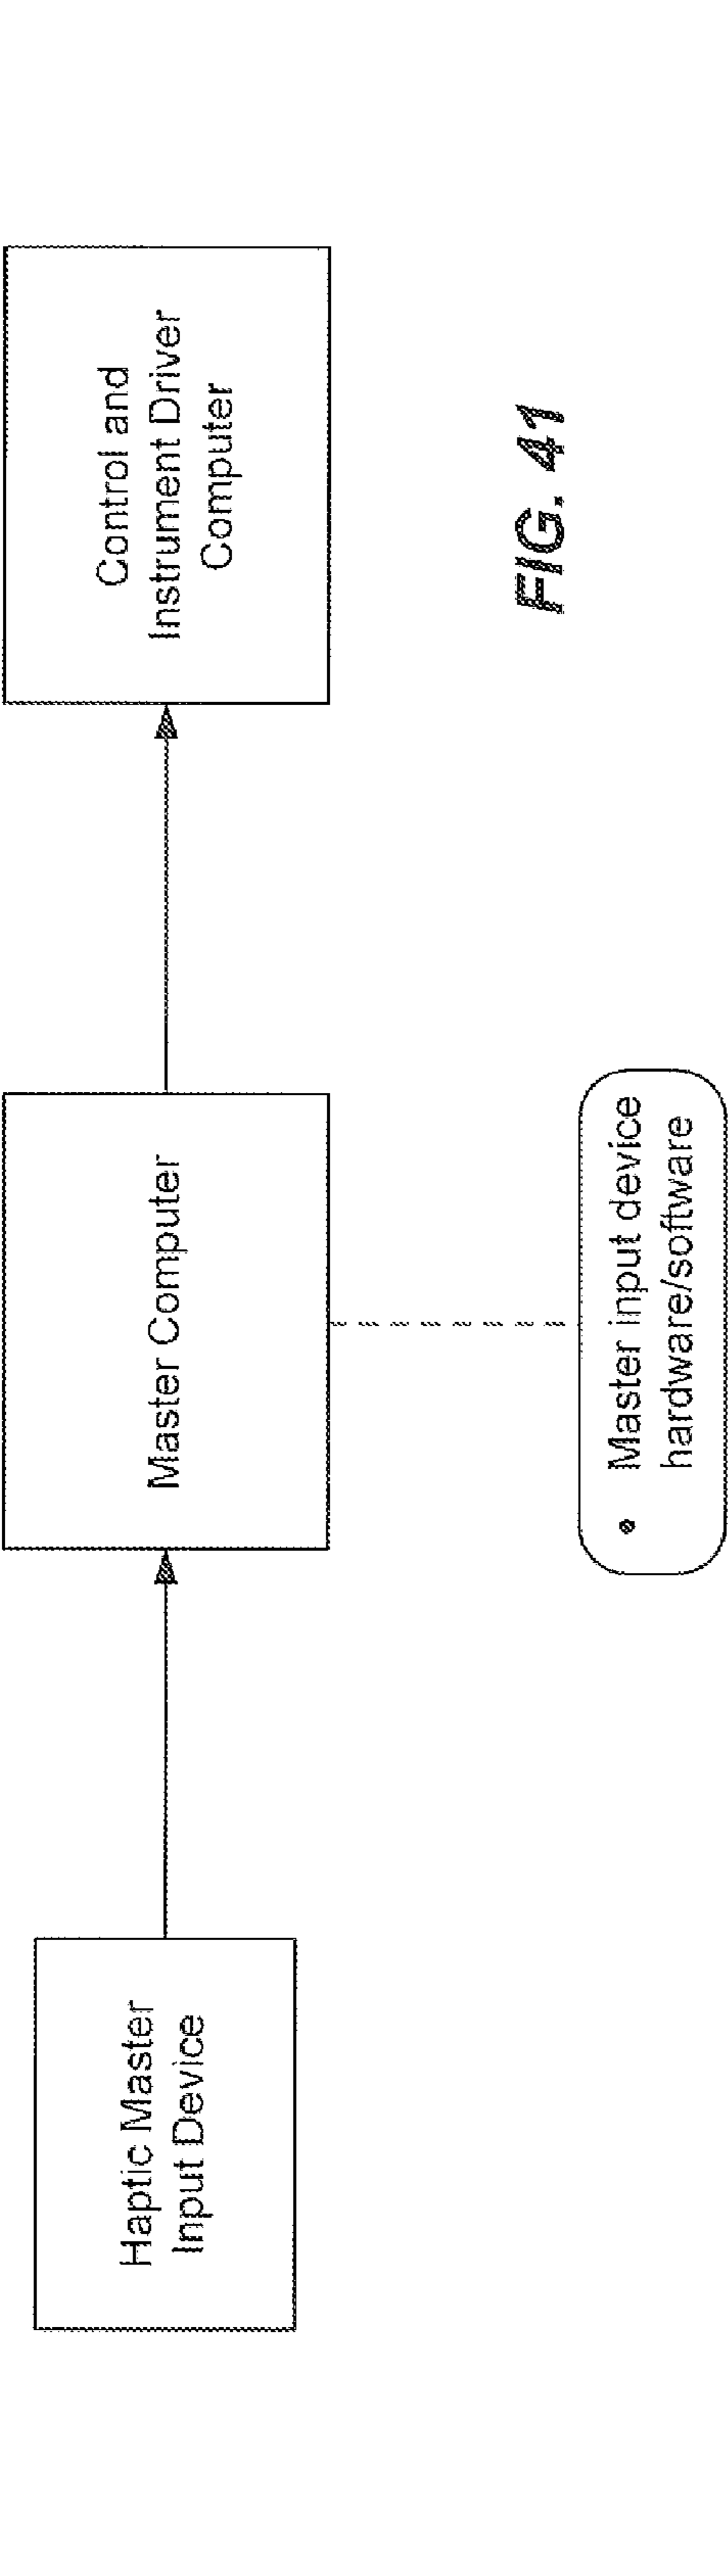 Haptic Master
Input Device
Master Computer
Control and
Instrument Driver
Computer
• Master input device
hardware/software
FIG. 41